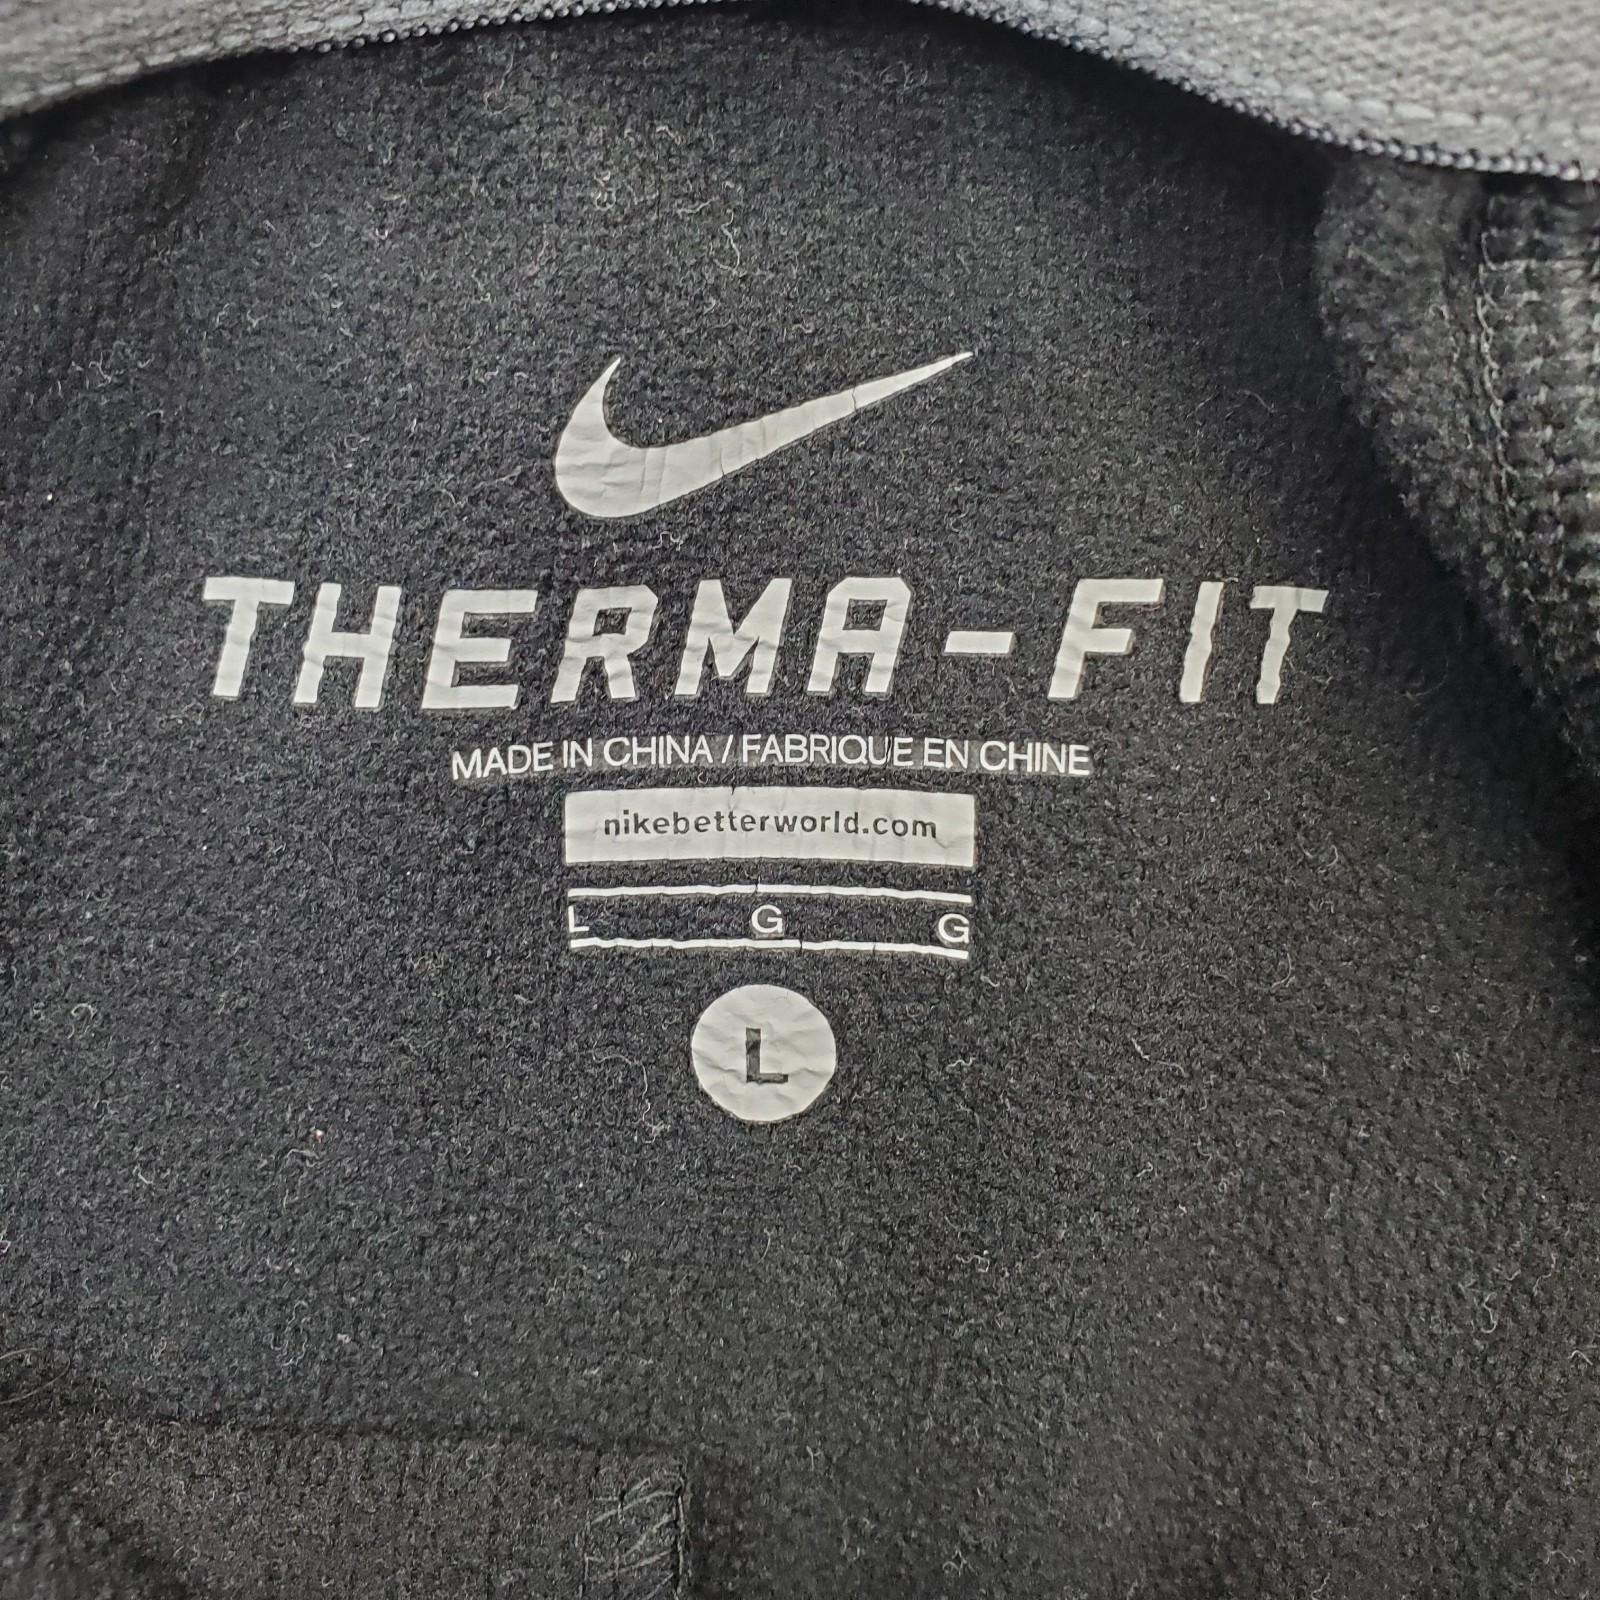 THERMA-FIT
MADE IN CHINA / FABRIQUE EN CHINE
nikebetterworld.com
L G G
L